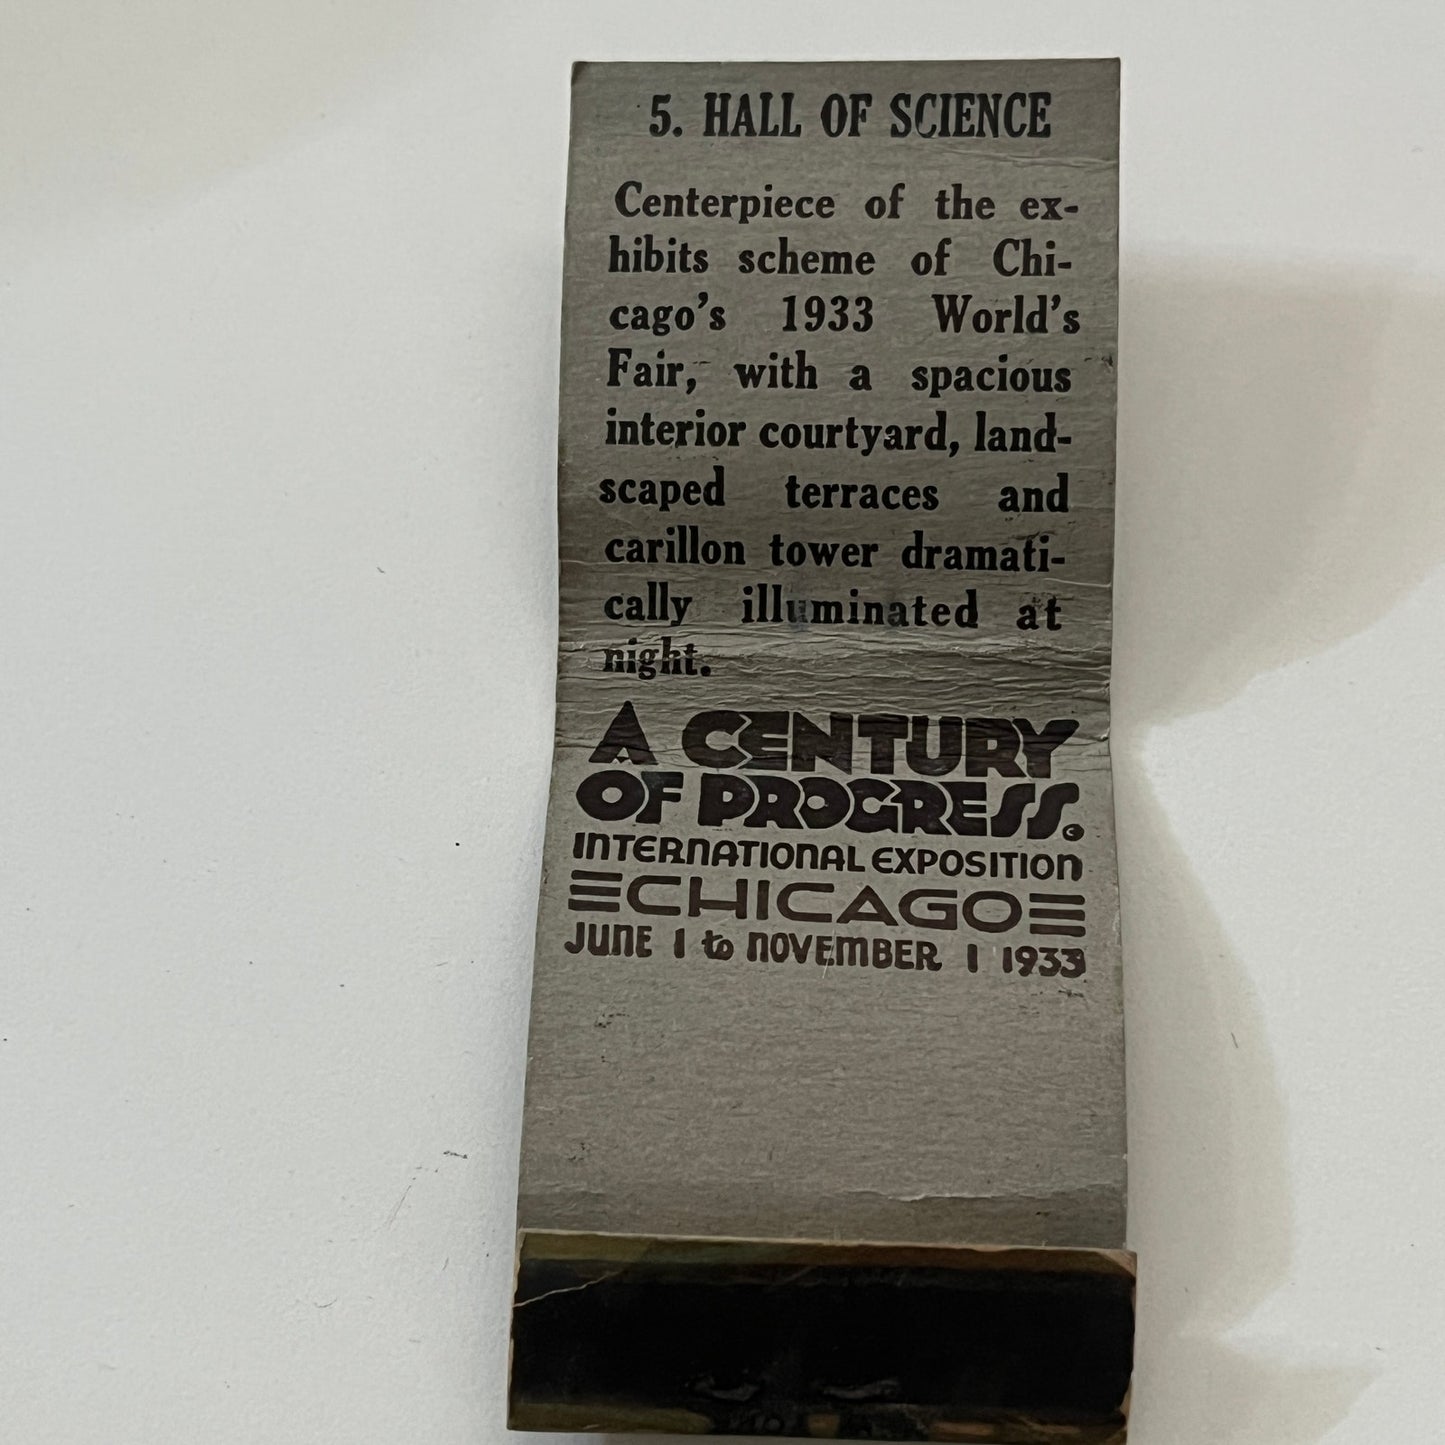 5. HALL OF SCIENCE
Centerpiece of the ex-
hibits scheme of Chi-
cago's 1933 World's
Fair, with a spacious
interior courtyard, land-
scaped terraces and
carillon tower dramati-
cally illuminated at
night.
A CENTURY
OF PROGRESS.
INTERNATIONAL EXPOSITION
CHICAGO
JUNE 1 to NOVEMBER 1 1933